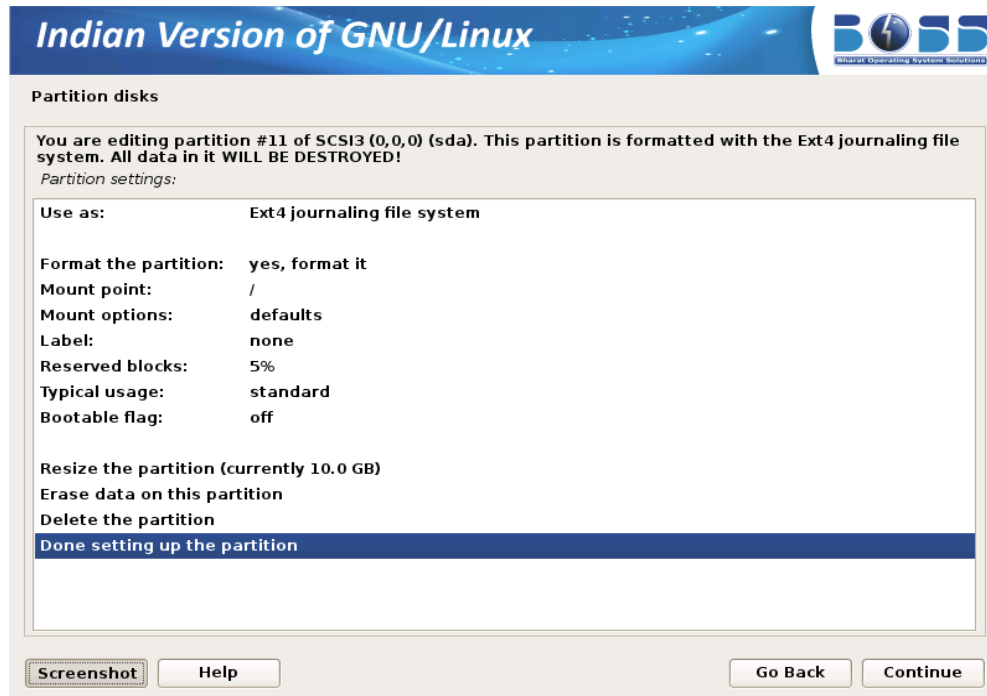 Indian Version of GNU/Linux
BOSS
Bharat Operating System Solutions
Partition disks
You are editing partition #11 of SCSI3 (0,0,0) (sda). This partition is formatted with the Ext4 journaling file
system. All data in it WILL BE DESTROYED!
Partition settings:
Use as: Ext4 journaling file system
Format the partition: yes, format it
Mount point: /
Mount options: defaults
Label: none
Reserved blocks: 5%
Typical usage: standard
Bootable flag: off
Resize the partition (currently 10.0 GB)
Erase data on this partition
Delete the partition
Done setting up the partition
Screenshot Help Go Back Continue